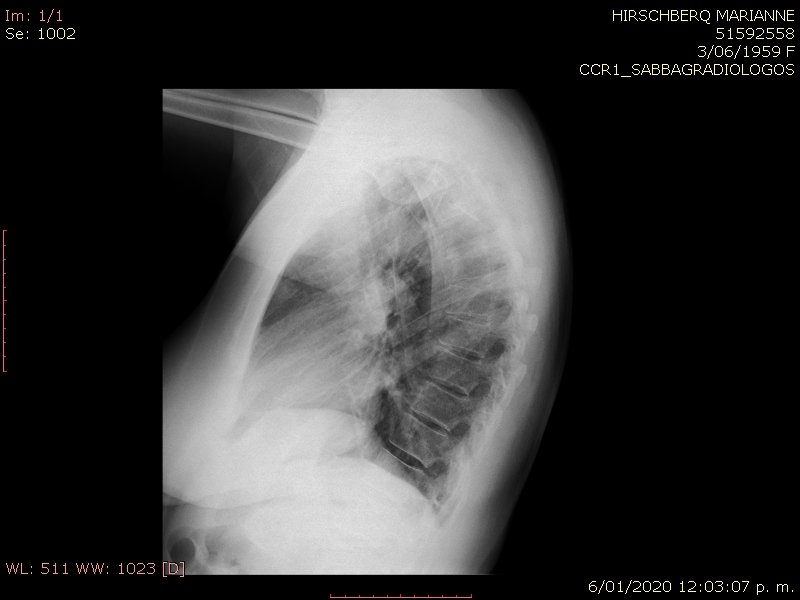 Im: 1/1
Se: 1002
HIRSCHBERQ MARIANNE
51592558
3/06/1959 F
CCR1_SABBAGRADIOLOGOS
WL: 511 WW: 1023 [D]
6/01/2020 12:03:07 p. m.